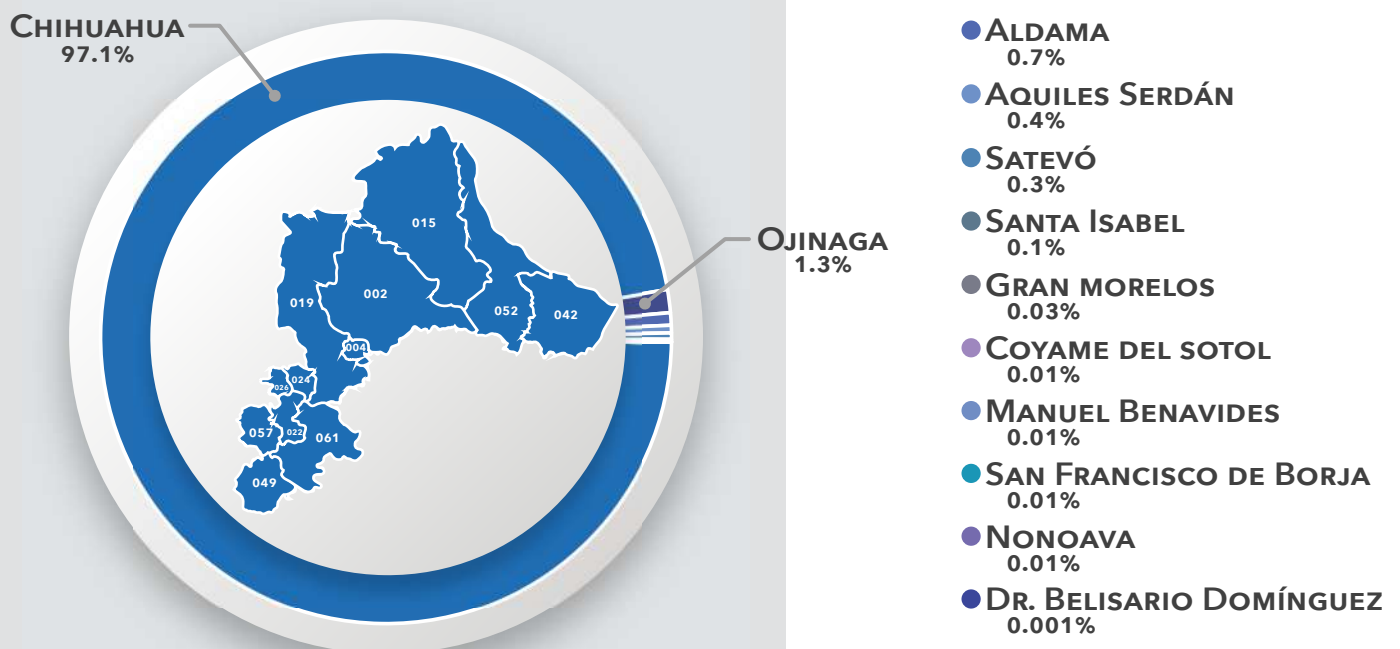 CHIHUAHUA
97.1%
015
019
002
052
042
004
024
026
057
022
061
049
OJINAGA
1.3%
ALDAMA
0.7%
AQUILES SERDÁN
0.4%
SATEVÓ
0.3%
SANTA ISABEL
0.1%
GRAN MORELOS
0.03%
COYAME DEL SOTOL
0.01%
MANUEL BENAVIDES
0.01%
SAN FRANCISCO DE BORJA
0.01%
NONOAVA
0.01%
DR. BELISARIO DOMÍNGUEZ
0.001%